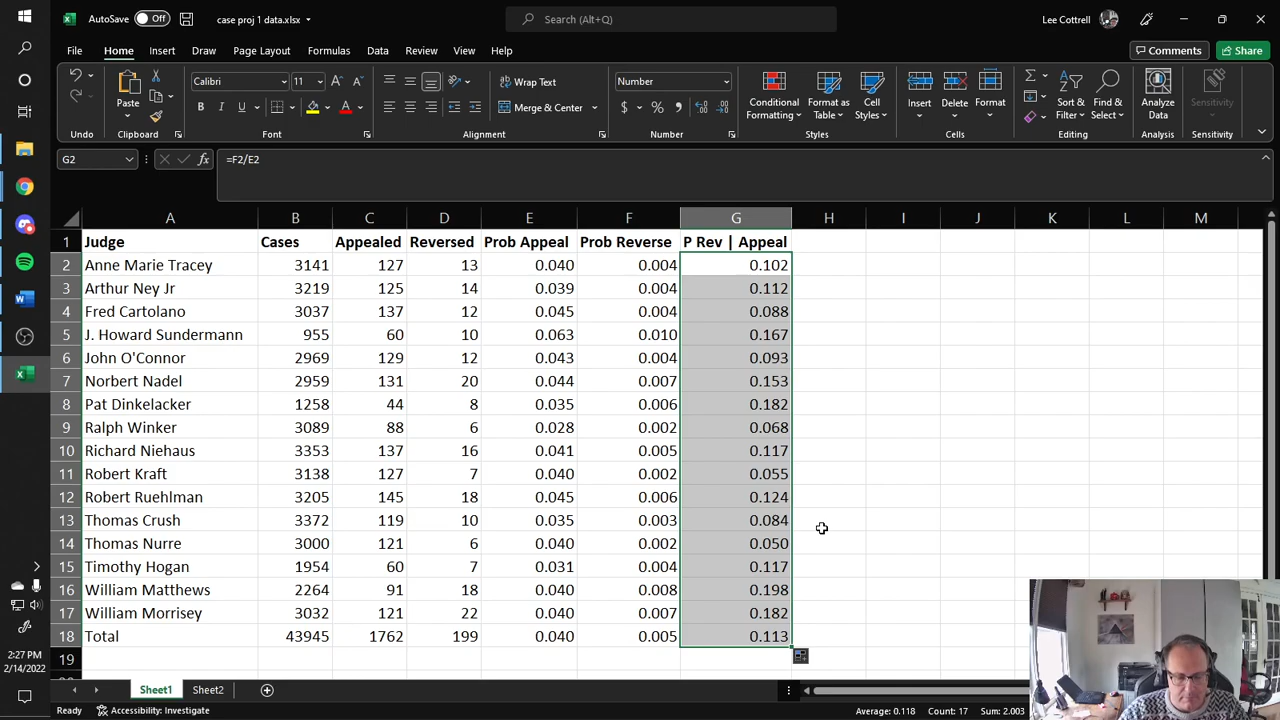 AutoSave Off case proj 1 data.xlsx Search (Alt+Q) Lee Cottrell
File Home Insert Draw Page Layout Formulas Data Review View Help Comments Share
Calibri 11 Wrap Text Number
Paste Merge & Center Conditional Formatting Format as Table Cell Styles Insert Delete Format Sort & Filter Find & Select Analyze Data Sensitivity
Undo Clipboard Font Alignment Number Styles Cells Editing Analysis Sensitivity
G2 fx =F2/E2
A B C D E F G H I J K L M
1 Judge Cases Appealed Reversed Prob Appeal Prob Reverse P Rev | Appeal
2 Anne Marie Tracey 3141 127 13 0.040 0.004 0.102
3 Arthur Ney Jr 3219 125 14 0.039 0.004 0.112
4 Fred Cartolano 3037 137 12 0.045 0.004 0.088
5 J. Howard Sundermann 955 60 10 0.063 0.010 0.167
6 John O'Connor 2969 129 12 0.043 0.004 0.093
7 Norbert Nadel 2959 131 20 0.044 0.007 0.153
8 Pat Dinkelacker 1258 44 8 0.035 0.006 0.182
9 Ralph Winker 3089 88 6 0.028 0.002 0.068
10 Richard Niehaus 3353 137 16 0.041 0.005 0.117
11 Robert Kraft 3138 127 7 0.040 0.002 0.055
12 Robert Ruehlman 3205 145 18 0.045 0.006 0.124
13 Thomas Crush 3372 119 10 0.035 0.003 0.084
14 Thomas Nurre 3000 121 6 0.040 0.002 0.050
15 Timothy Hogan 1954 60 7 0.031 0.004 0.117
16 William Matthews 2264 91 18 0.040 0.008 0.198
17 William Morrisey 3032 121 22 0.040 0.007 0.182
18 Total 43945 1762 199 0.040 0.005 0.113
19
2:27 PM
2/14/2022
Sheet1 Sheet2
Ready Accessibility: Investigate Average: 0.118 Count: 17 Sum: 2.003